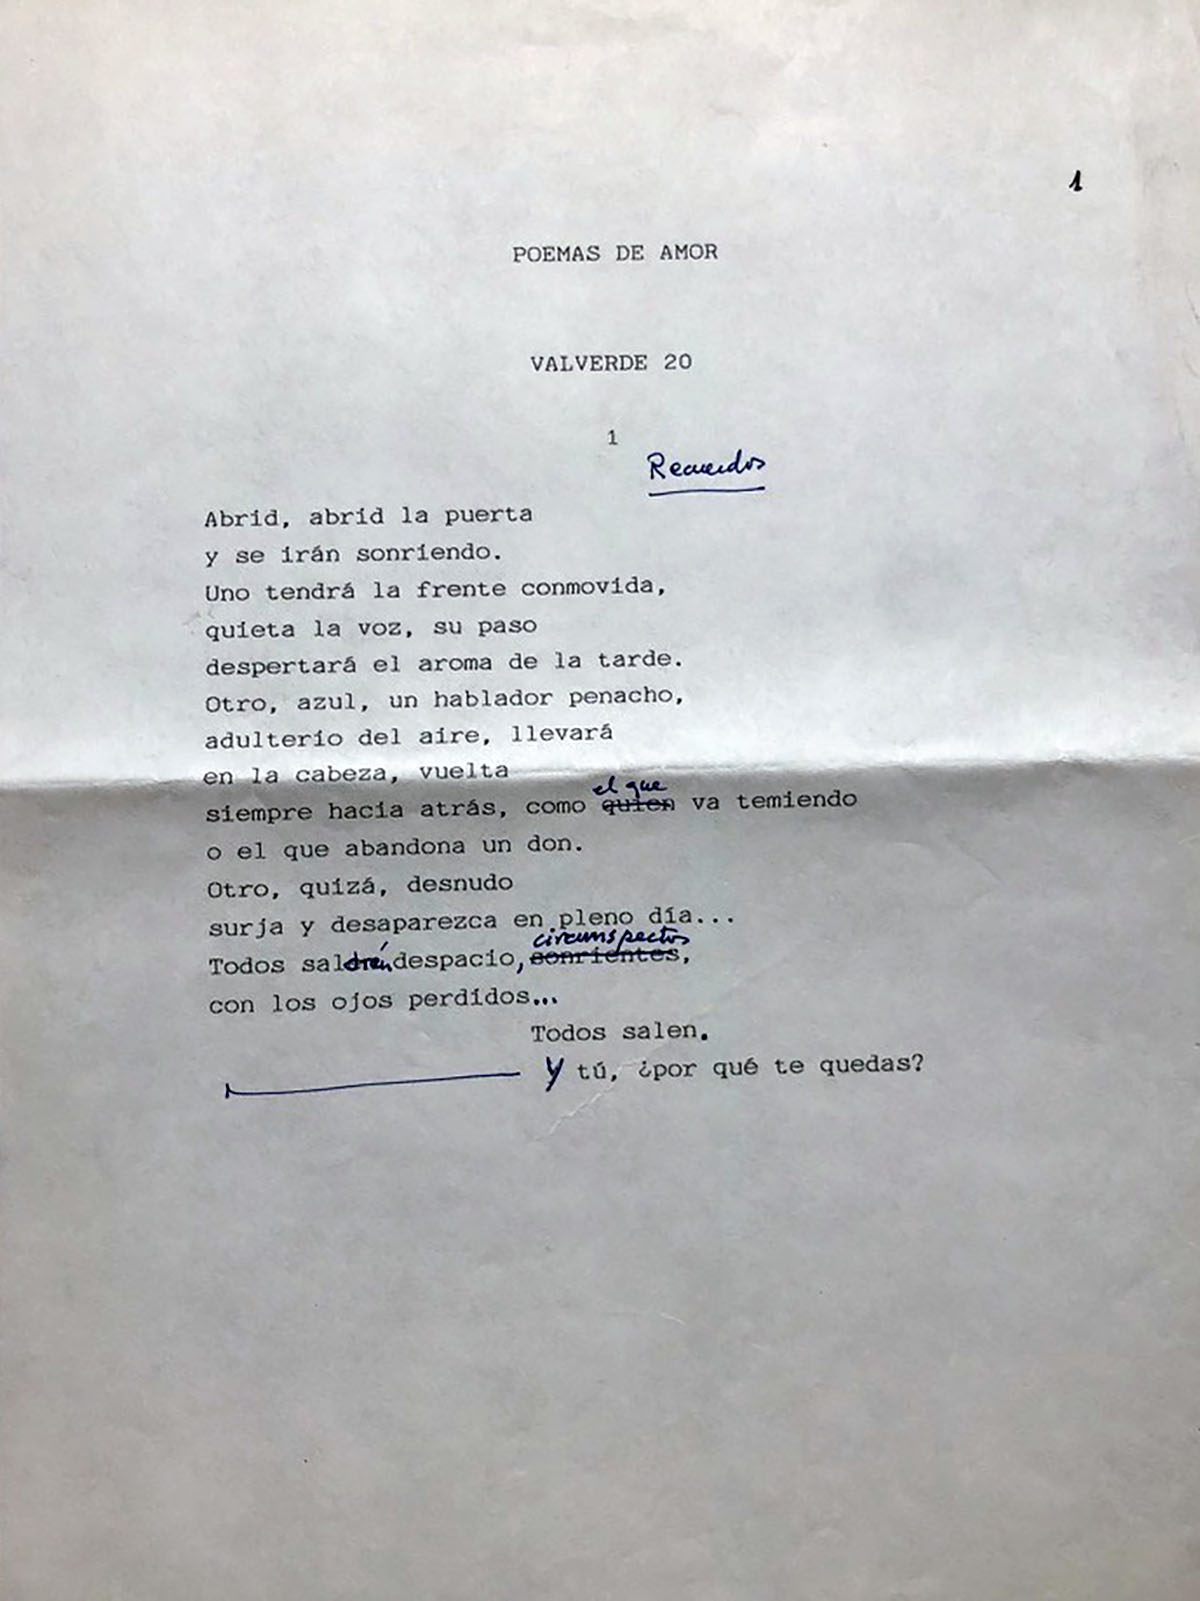 1
POEMAS DE AMOR
VALVERDE 20
1
Recuerdos
Abrid, abrid la puerta
y se irán sonriendo.
Uno tendrá la frente conmovida,
quieta la voz, su paso
despertará el aroma de la tarde.
Otro, azul, un hablador penacho,
adulterio del aire, llevará
en la cabeza, vuelta
el que
siempre hacia atrás, como quien va temiendo
o el que abandona un don.
Otro, quizá, desnudo
surja y desaparezca en pleno día...
circunspectos
Todos saldrán despacio, sonrientes,
con los ojos perdidos...
Todos salen.
Y tú, ¿por qué te quedas?